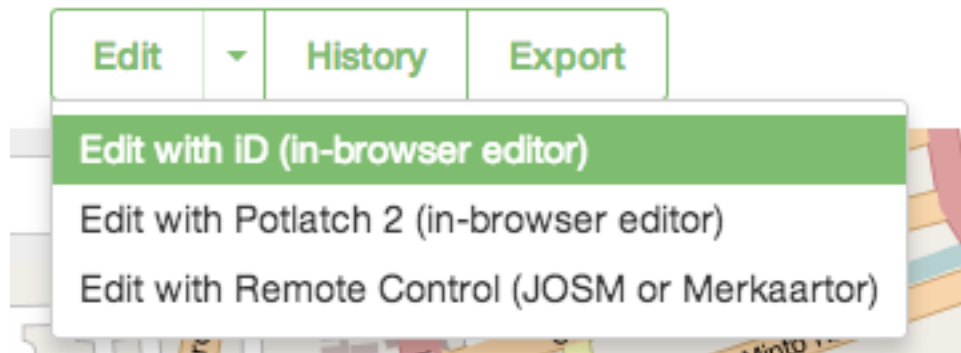 Edit History Export
Edit with iD (in-browser editor)
Edit with Potlatch 2 (in-browser editor)
Edit with Remote Control (JOSM or Merkaartor)
Minto